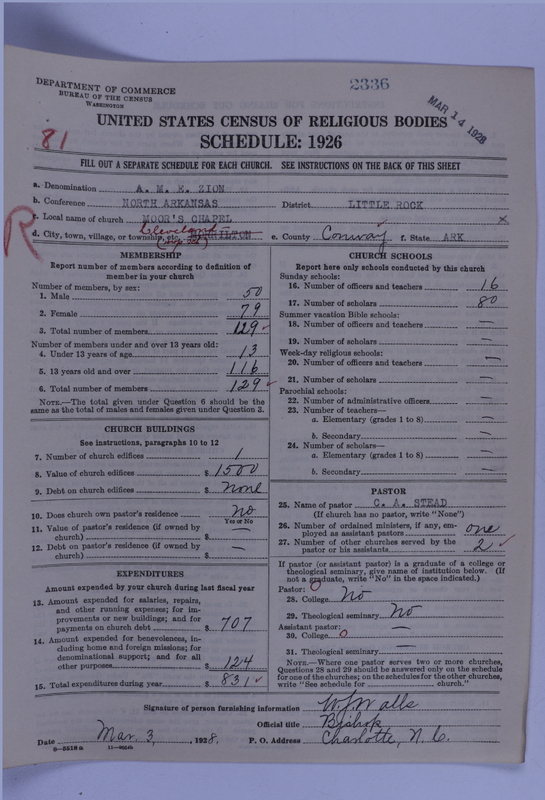 DEPARTMENT OF COMMERCE
BUREAU OF THE CENSUS
WASHINGTON
2336
MAR 14 1928
81
UNITED STATES CENSUS OF RELIGIOUS BODIES
SCHEDULE: 1926
FILL OUT A SEPARATE SCHEDULE FOR EACH CHURCH. SEE INSTRUCTIONS ON THE BACK OF THIS SHEET
a. Denomination A. M. E. ZION
b. Conference NORTH ARKANSAS District LITTLE ROCK
R
c. Local name of church MOOR'S CHAPEL x
d. City, town, village, or township, etc. Cleveland e. County Conway f. State ARK
MEMBERSHIP
Report number of members according to definition of
member in your church
Number of members, by sex:
1. Male 50
2. Female 79
3. Total number of members 129
Number of members under and over 13 years old:
4. Under 13 years of age 13
5. 13 years old and over 116
6. Total number of members 129
NOTE.—The total given under Question 6 should be the
same as the total of males and females given under Question 3.
CHURCH BUILDINGS
See instructions, paragraphs 10 to 12
7. Number of church edifices 1
8. Value of church edifices $ 1500
9. Debt on church edifices $ None
10. Does church own pastor's residence No
Yes or No
11. Value of pastor's residence (if owned by
church) $ —
12. Debt on pastor's residence (if owned by
church) $ —
EXPENDITURES
Amount expended by your church during last fiscal year
13. Amount expended for salaries, repairs,
and other running expenses; for im-
provements or new buildings; and for
payments on church debt $ 707
14. Amount expended for benevolences, in-
cluding home and foreign missions; for
denominational support; and for all
other purposes $ 124
15. Total expenditures during year $ 831
CHURCH SCHOOLS
Report here only schools conducted by this church
Sunday schools:
16. Number of officers and teachers 16
17. Number of scholars 80
Summer vacation Bible schools:
18. Number of officers and teachers —
19. Number of scholars —
Week-day religious schools:
20. Number of officers and teachers —
21. Number of scholars —
Parochial schools:
22. Number of administrative officers —
23. Number of teachers—
a. Elementary (grades 1 to 8) —
b. Secondary —
24. Number of scholars—
a. Elementary (grades 1 to 8) —
b. Secondary —
PASTOR
25. Name of pastor C. A. STEAD
(If church has no pastor, write "None")
26. Number of ordained ministers, if any, em-
ployed as assistant pastors one
27. Number of other churches served by the
pastor or his assistants 2
If pastor (or assistant pastor) is a graduate of a college or
theological seminary, give name of institution below. (If
not a graduate, write "No" in the space indicated.)
Pastor:
28. College No
29. Theological seminary No
Assistant pastor: —
30. College 0
31. Theological seminary —
NOTE.—Where one pastor serves two or more churches,
Questions 28 and 29 should be answered only on the schedule
for one of the churches; on the schedules for the other churches,
write "See schedule for church."
Signature of person furnishing information W. J. Walls
Official title Bishop
Date Mar. 3, 1928. P. O. Address Charlotte, N. C.